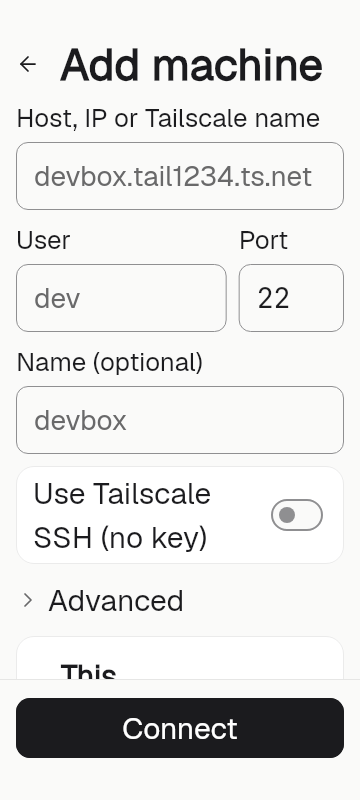 Add machine
Host, IP or Tailscale name
devbox.tail1234.ts.net
User
Port
dev
22
Name (optional)
devbox
Use Tailscale
SSH (no key)
Advanced
This
Connect